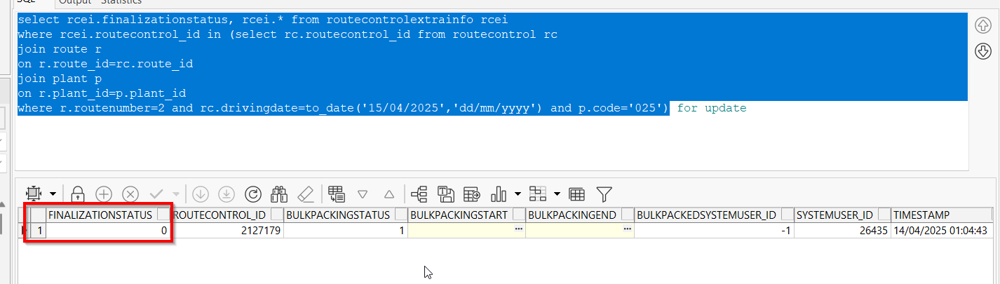 SQL Output Statistics
select rcei.finalizationstatus, rcei.* from routecontrolextrainfo rcei
where rcei.routecontrol_id in (select rc.routecontrol_id from routecontrol rc
join route r
on r.route_id=rc.route_id
join plant p
on r.plant_id=p.plant_id
where r.routenumber=2 and rc.drivingdate=to_date('15/04/2025','dd/mm/yyyy') and p.code='025') for update
FINALIZATIONSTATUS ROUTECONTROL_ID BULKPACKINGSTATUS BULKPACKINGSTART BULKPACKINGEND BULKPACKEDSYSTEMUSER_ID SYSTEMUSER_ID TIMESTAMP
1 0 2127179 1 ... ... -1 26435 14/04/2025 01:04:43